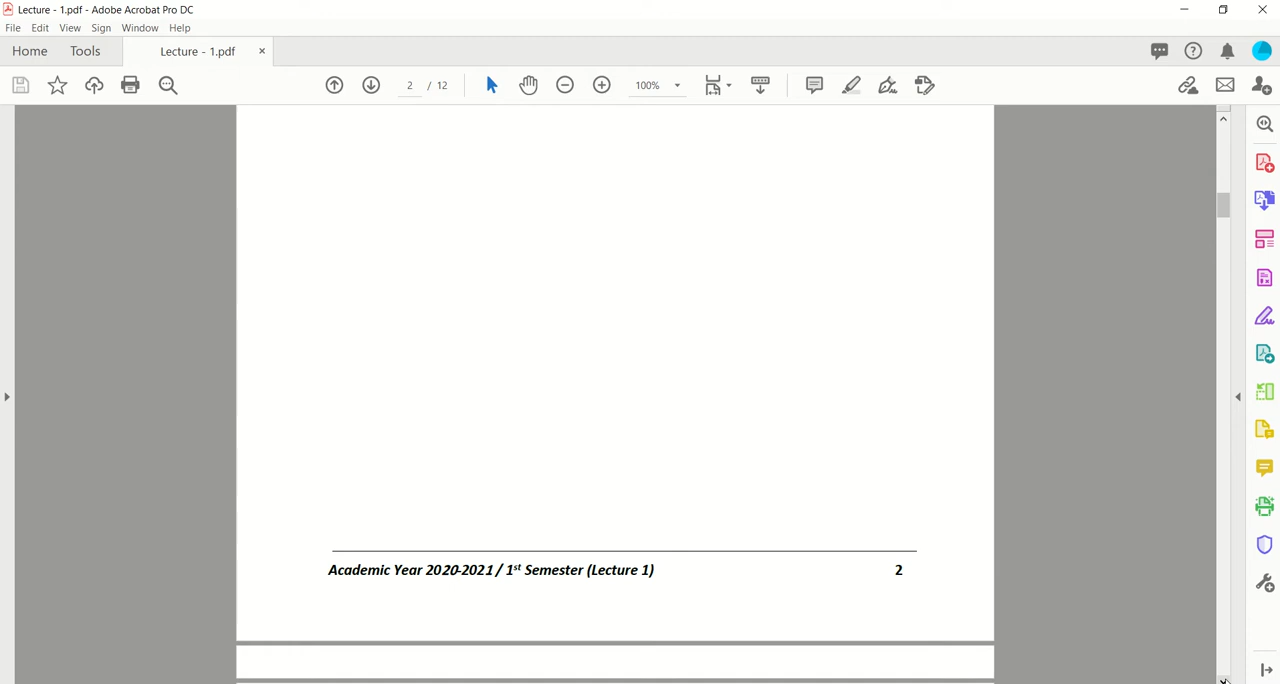 Lecture - 1.pdf - Adobe Acrobat Pro DC
File Edit View Sign Window Help
Home Tools Lecture - 1.pdf ×
2 / 12 100%
Academic Year 2020-2021 / 1st Semester (Lecture 1) 2